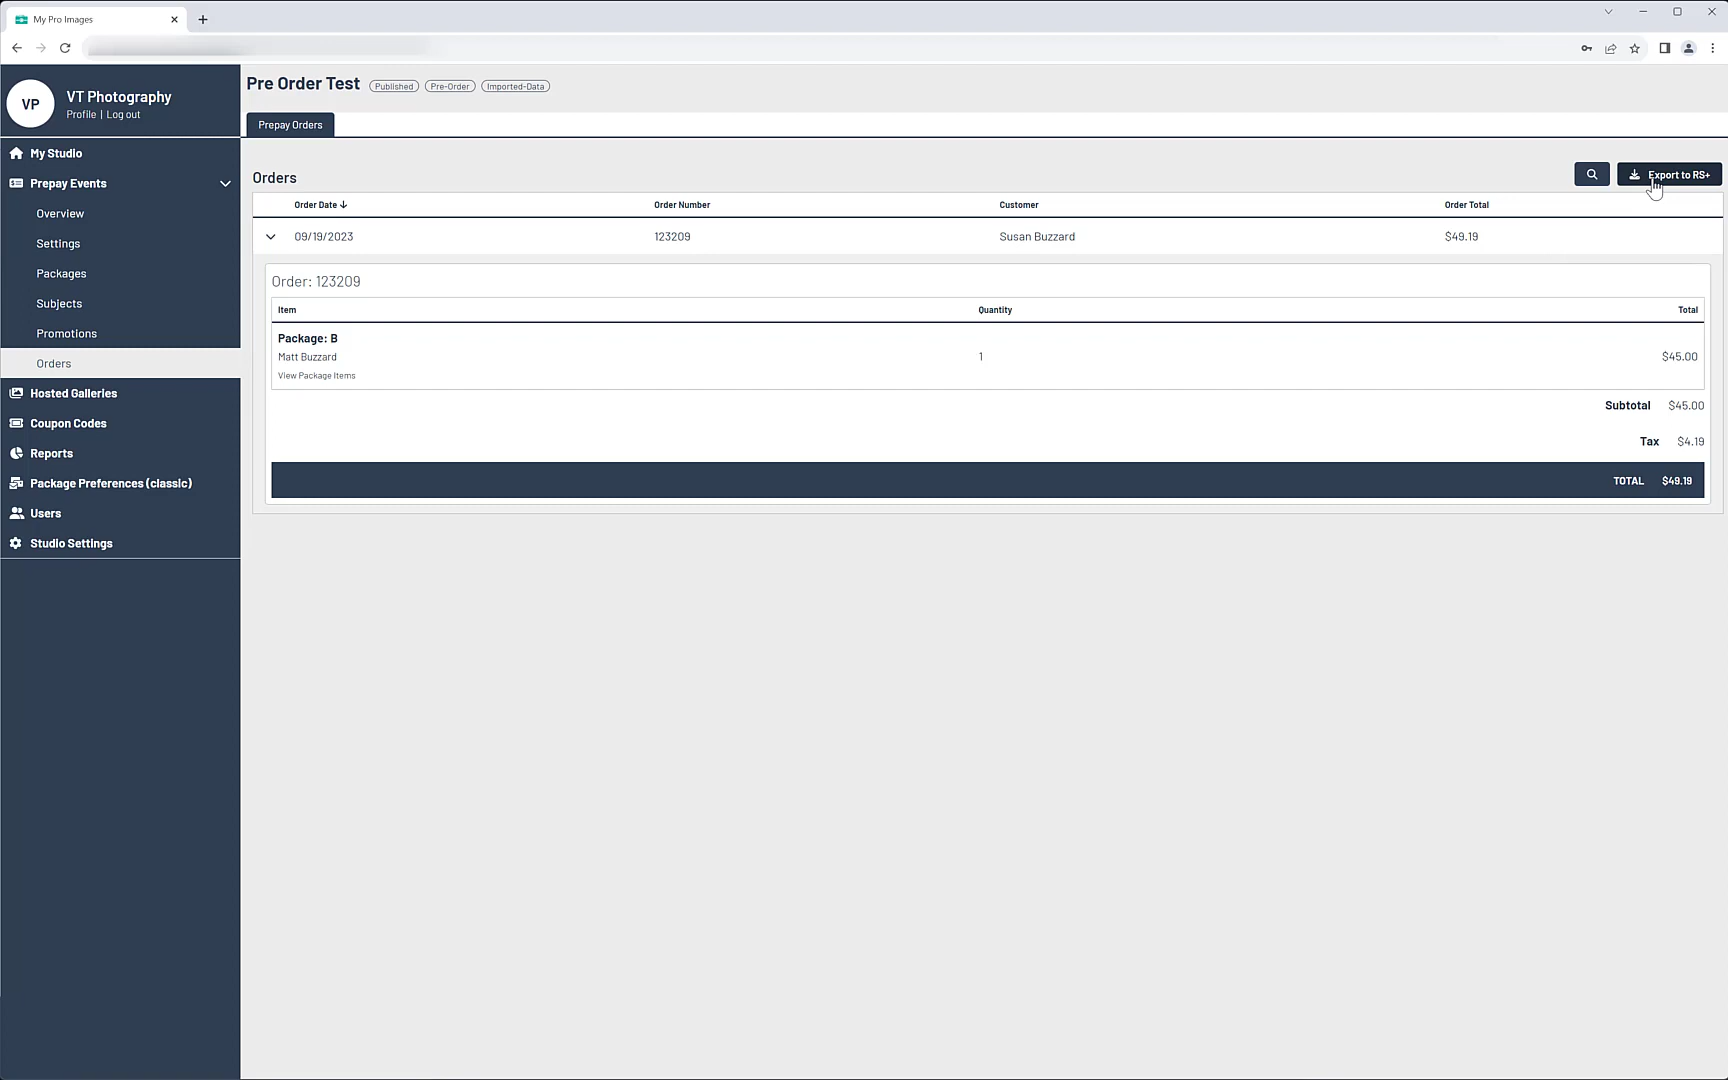 My Pro Images
VP
VT Photography
Profile | Log out
My Studio
Prepay Events
Overview
Settings
Packages
Subjects
Promotions
Orders
Hosted Galleries
Coupon Codes
Reports
Package Preferences (classic)
Users
Studio Settings
Pre Order Test Published Pre-Order Imported-Data
Prepay Orders
Orders
Export to RS+
Order Date Order Number Customer Order Total
09/19/2023 123209 Susan Buzzard $49.19
Order: 123209
Item Quantity Total
Package: B
Matt Buzzard 1 $45.00
View Package Items
Subtotal $45.00
Tax $4.19
TOTAL $49.19